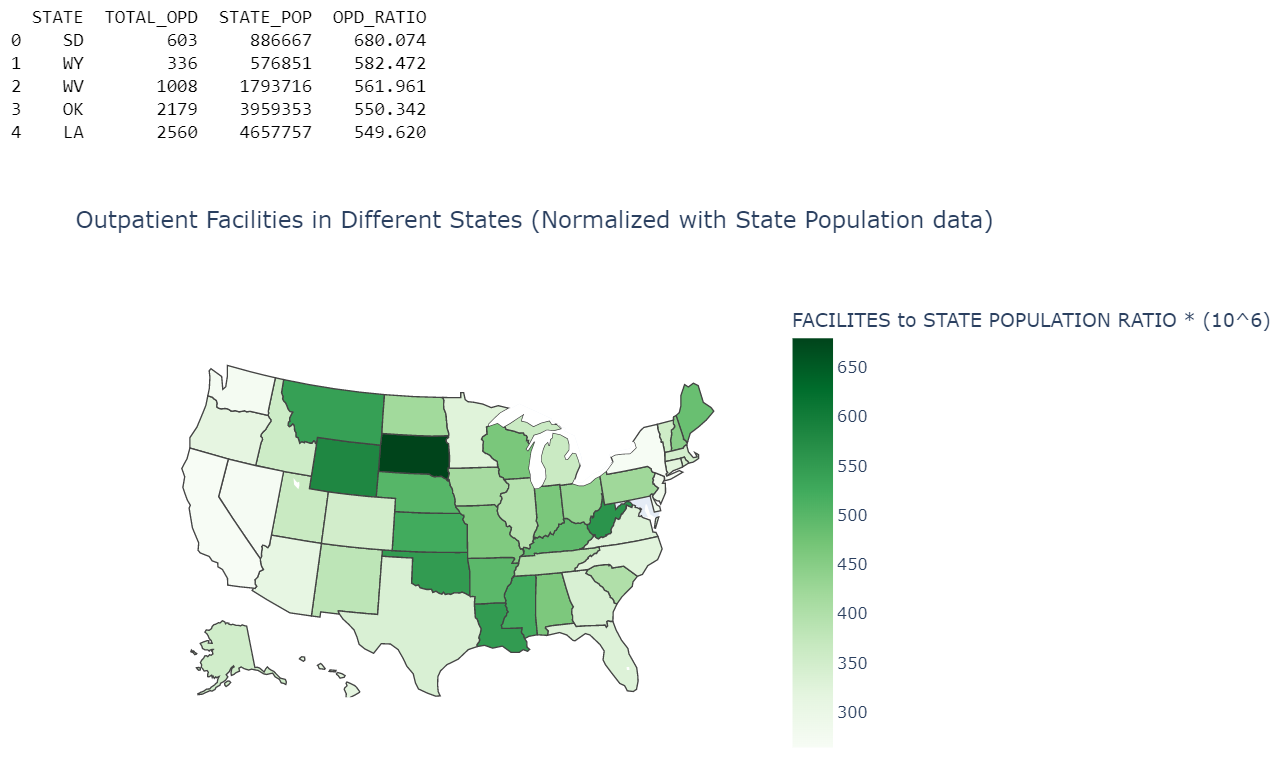 STATE TOTAL_OPD STATE_POP OPD_RATIO
0 SD 603 886667 680.074
1 WY 336 576851 582.472
2 WV 1008 1793716 561.961
3 OK 2179 3959353 550.342
4 LA 2560 4657757 549.620
Outpatient Facilities in Different States (Normalized with State Population data)
FACILITES to STATE POPULATION RATIO * (10^6)
650
600
550
500
450
400
350
300